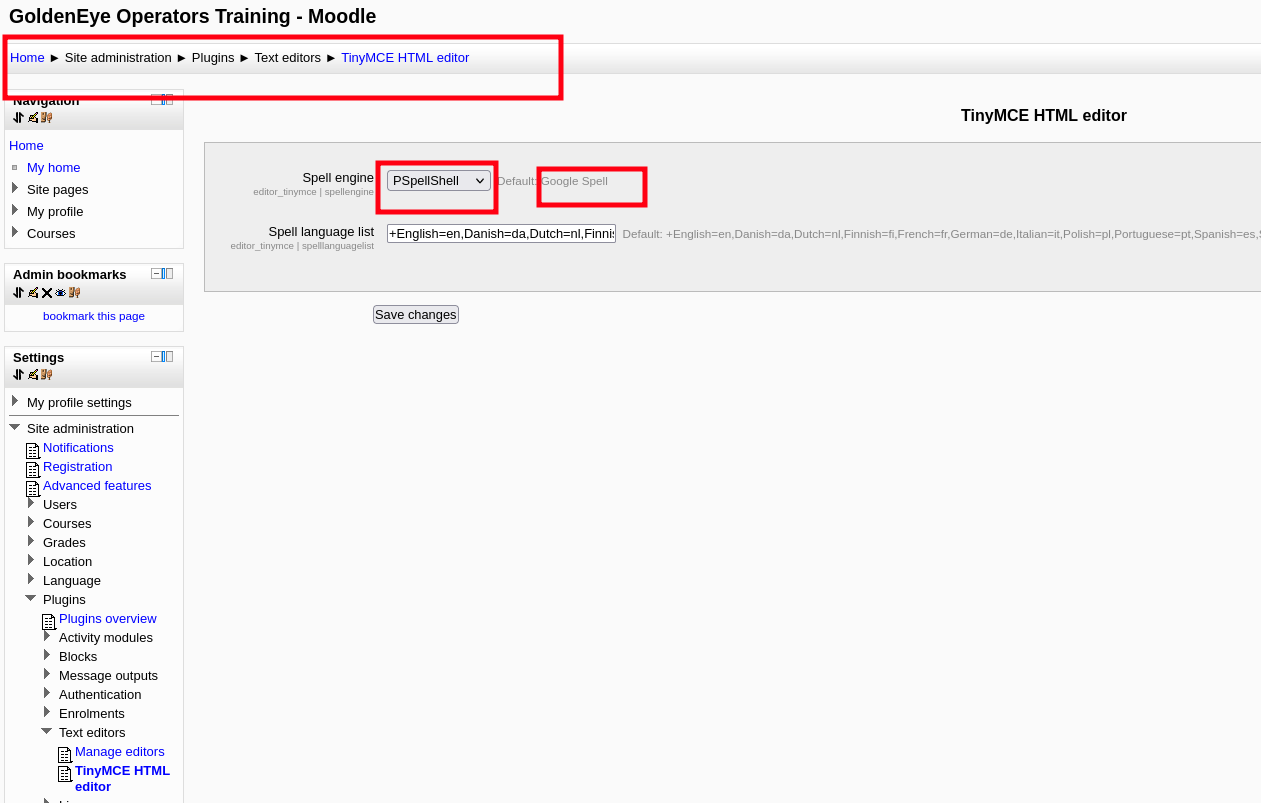 GoldenEye Operators Training - Moodle
Home ► Site administration ► Plugins ► Text editors ► TinyMCE HTML editor
Navigation
Home
My home
Site pages
My profile
Courses
Admin bookmarks
bookmark this page
Settings
My profile settings
Site administration
Notifications
Registration
Advanced features
Users
Courses
Grades
Location
Language
Plugins
Plugins overview
Activity modules
Blocks
Message outputs
Authentication
Enrolments
Text editors
Manage editors
TinyMCE HTML
editor
TinyMCE HTML editor
Spell engine PSpellShell Default: Google Spell
editor_tinymce | spellengine
Spell language list +English=en,Danish=da,Dutch=nl,Finnis Default: +English=en,Danish=da,Dutch=nl,Finnish=fi,French=fr,German=de,Italian=it,Polish=pl,Portuguese=pt,Spanish=es,
editor_tinymce | spelllanguagelist
Save changes